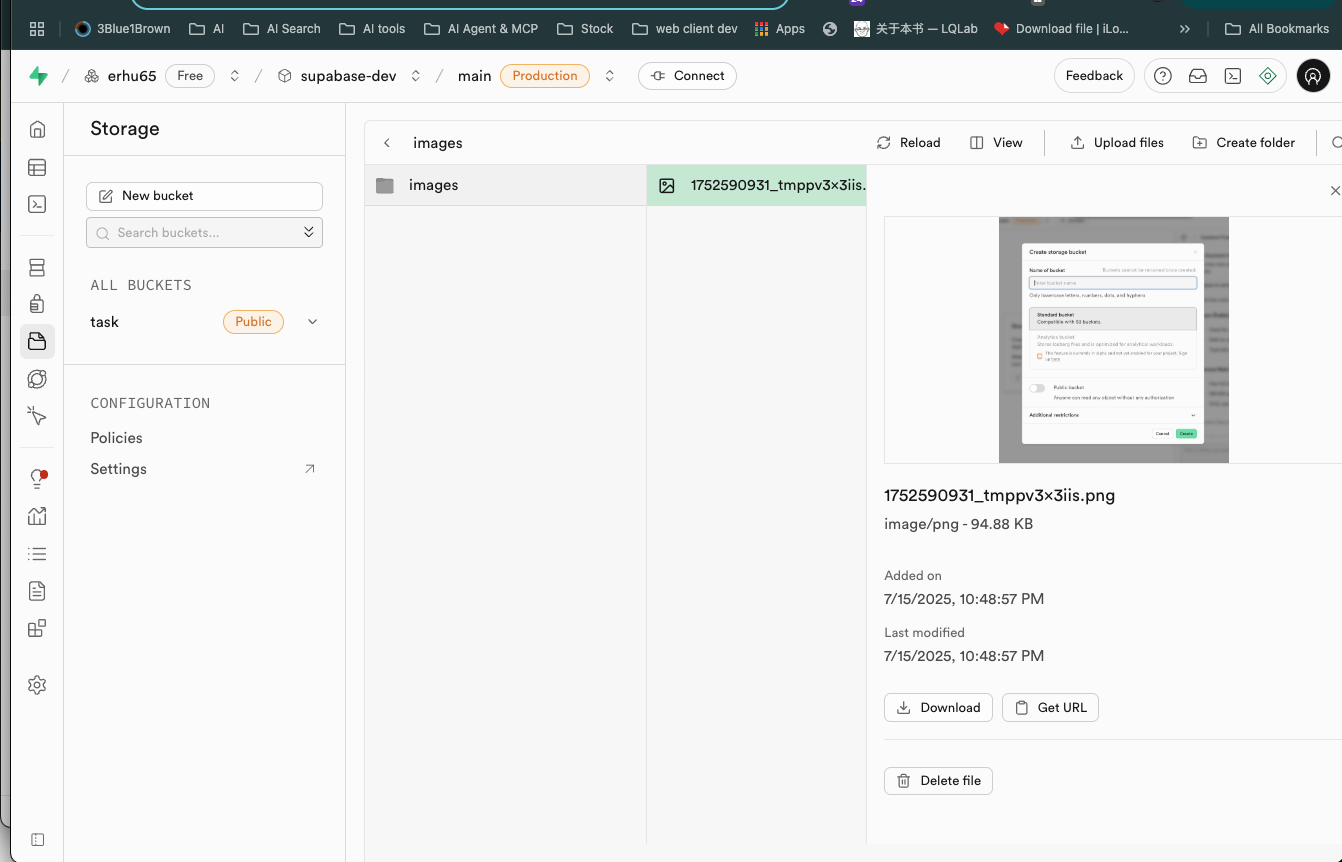 3Blue1Brown AI AI Search AI tools AI Agent & MCP Stock web client dev Apps 关于本书 — LQLab Download file | iLo... All Bookmarks
/ erhu65 Free / supabase-dev / main Production Connect Feedback
Storage
images Reload View Upload files Create folder
New bucket
Search buckets...
ALL BUCKETS
task Public
CONFIGURATION
Policies
Settings
images
1752590931_tmppv3x3iis.
Create storage bucket
Name of bucket Buckets cannot be renamed once created.
Enter bucket name
Only lowercase letters, numbers, dots, and hyphens
Standard bucket
Compatible with S3 buckets.
Analytics bucket
Stores Iceberg files and is optimized for analytical workloads.
This feature is currently in alpha and not yet enabled for your project. Sign
up here
Public bucket
Anyone can read any object without any authorization
Additional restrictions
Cancel Create
1752590931_tmppv3x3iis.png
image/png - 94.88 KB
Added on
7/15/2025, 10:48:57 PM
Last modified
7/15/2025, 10:48:57 PM
Download Get URL
Delete file